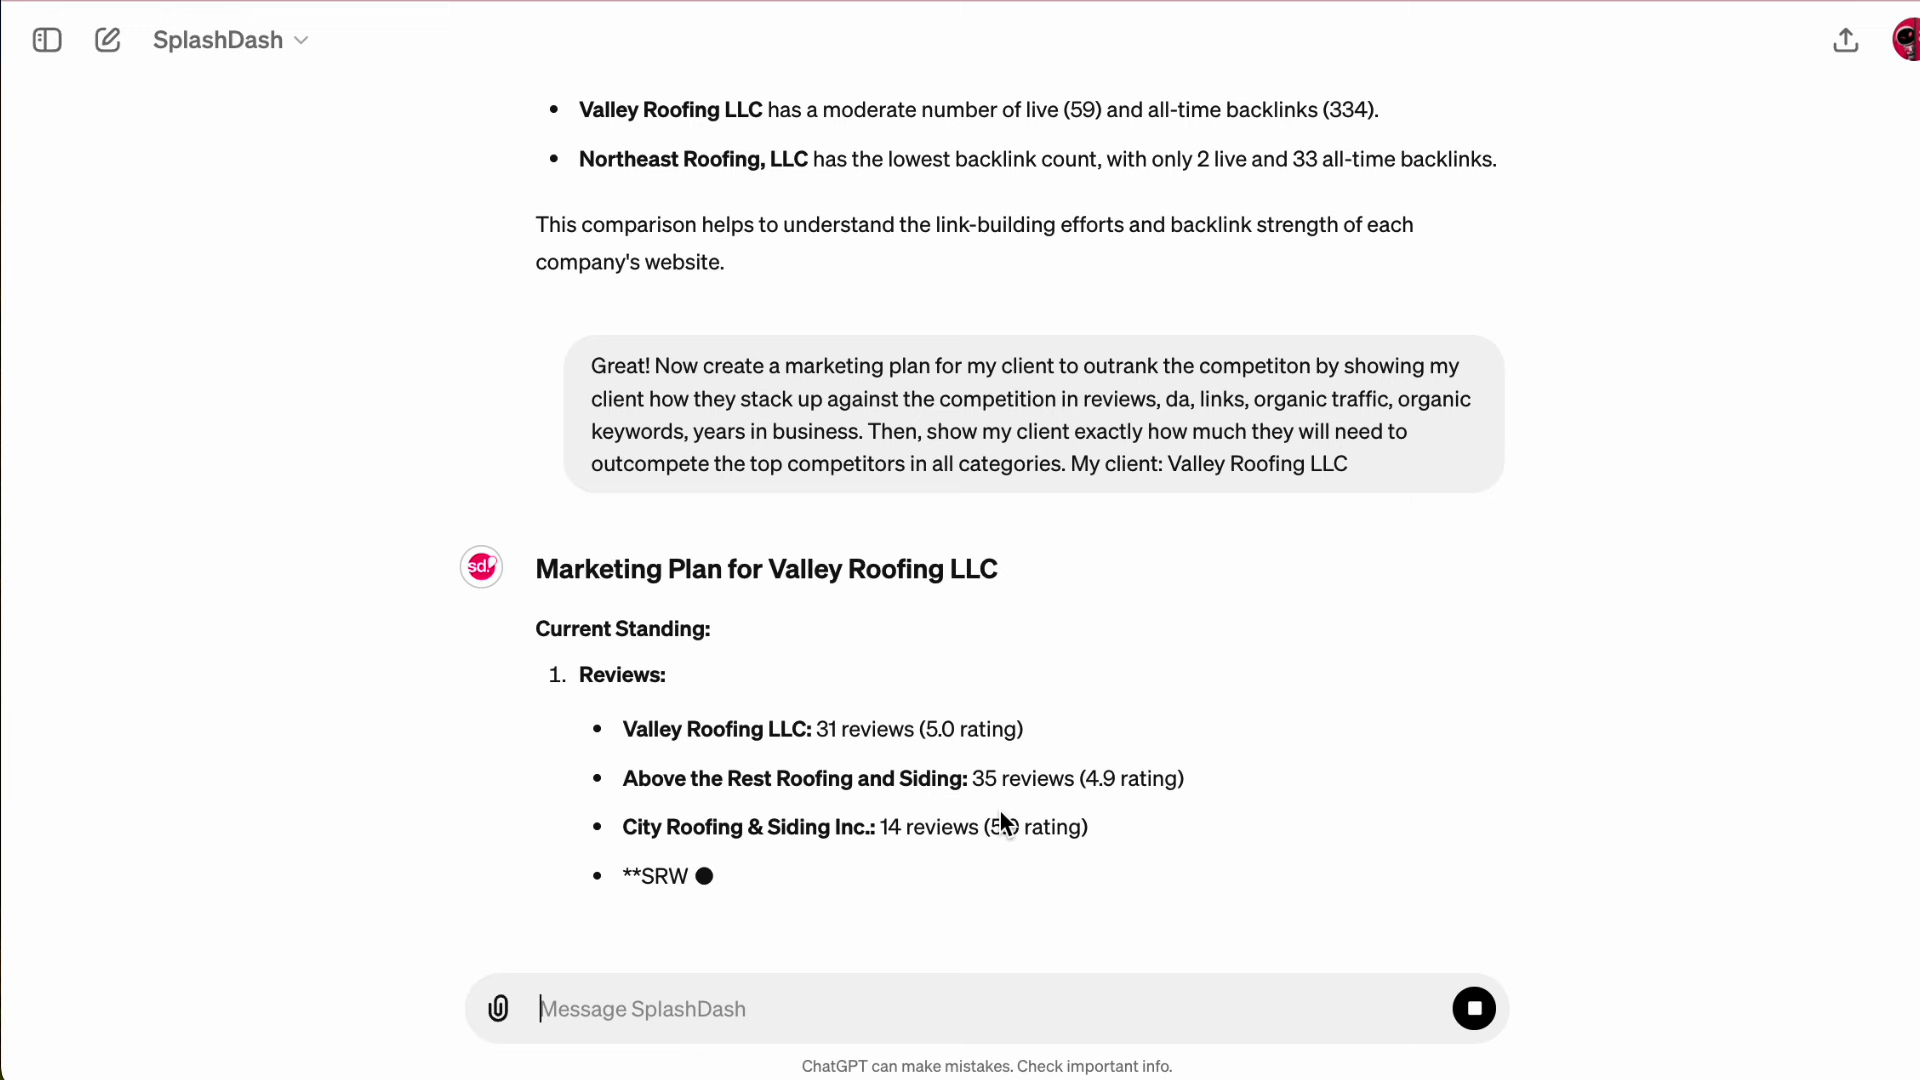 SplashDash
Valley Roofing LLC has a moderate number of live (59) and all-time backlinks (334).
Northeast Roofing, LLC has the lowest backlink count, with only 2 live and 33 all-time backlinks.
This comparison helps to understand the link-building efforts and backlink strength of each
company's website.
Great! Now create a marketing plan for my client to outrank the competiton by showing my
client how they stack up against the competition in reviews, da, links, organic traffic, organic
keywords, years in business. Then, show my client exactly how much they will need to
outcompete the top competitors in all categories. My client: Valley Roofing LLC
sd.
Marketing Plan for Valley Roofing LLC
Current Standing:
1. Reviews:
Valley Roofing LLC: 31 reviews (5.0 rating)
Above the Rest Roofing and Siding: 35 reviews (4.9 rating)
City Roofing & Siding Inc.: 14 reviews rating)
**SRW
Message SplashDash
ChatGPT can make mistakes. Check important info.